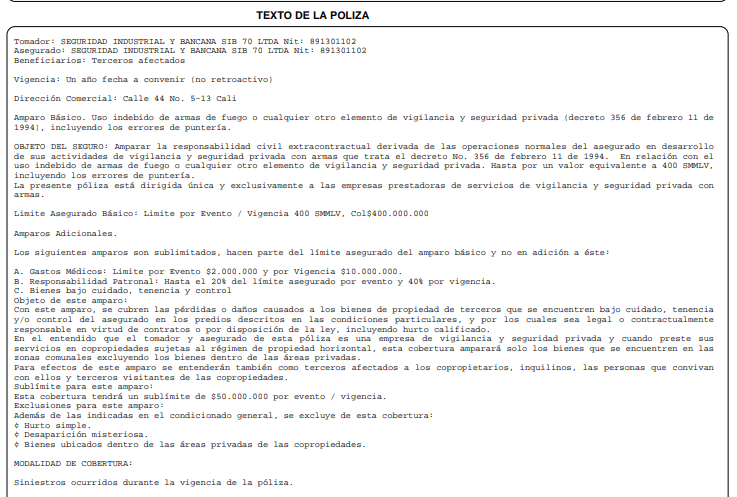 TEXTO DE LA POLIZA
Tomador: SEGURIDAD INDUSTRIAL Y BANCANA SIB 70 LTDA Nit: 891301102
Asegurado: SEGURIDAD INDUSTRIAL Y BANCANA SIB 70 LTDA Nit: 891301102
Beneficiarios: Terceros afectados
Vigencia: Un año fecha a convenir (no retroactivo)
Dirección Comercial: Calle 44 No. 5-13 Cali
Amparo Básico. Uso indebido de armas de fuego o cualquier otro elemento de vigilancia y seguridad privada (decreto 356 de febrero 11 de
1994), incluyendo los errores de puntería.
OBJETO DEL SEGURO: Amparar la responsabilidad civil extracontractual derivada de las operaciones normales del asegurado en desarrollo
de sus actividades de vigilancia y seguridad privada con armas que trata el decreto No. 356 de febrero 11 de 1994. En relación con el
uso indebido de armas de fuego o cualquier otro elemento de vigilancia y seguridad privada. Hasta por un valor equivalente a 400 SMMLV,
incluyendo los errores de puntería.
La presente póliza está dirigida única y exclusivamente a las empresas prestadoras de servicios de vigilancia y seguridad privada con
armas.
Limite Asegurado Básico: Limite por Evento / Vigencia 400 SMMLV, Col$400.000.000
Amparos Adicionales.
Los siguientes amparos son sublimitados, hacen parte del límite asegurado del amparo básico y no en adición a éste:
A. Gastos Médicos: Limite por Evento $2.000.000 y por Vigencia $10.000.000.
B. Responsabilidad Patronal: Hasta el 20% del límite asegurado por evento y 40% por vigencia.
C. Bienes bajo cuidado, tenencia y control
Objeto de este amparo:
Con este amparo, se cubren las pérdidas o daños causados a los bienes de propiedad de terceros que se encuentren bajo cuidado, tenencia
y/o control del asegurado en los predios descritos en las condiciones particulares, y por los cuales sea legal o contractualmente
responsable en virtud de contratos o por disposición de la ley, incluyendo hurto calificado.
En el entendido que el tomador y asegurado de esta póliza es una empresa de vigilancia y seguridad privada y cuando preste sus
servicios en copropiedades sujetas al régimen de propiedad horizontal, esta cobertura amparará solo los bienes que se encuentren en las
zonas comunales excluyendo los bienes dentro de las áreas privadas.
Para efectos de este amparo se entenderán también como terceros afectados a los copropietarios, inquilinos, las personas que convivan
con ellos y terceros visitantes de las copropiedades.
Sublímite para este amparo:
Esta cobertura tendrá un sublímite de $50.000.000 por evento / vigencia.
Exclusiones para este amparo:
Además de las indicadas en el condicionado general, se excluye de esta cobertura:
¢ Hurto simple.
¢ Desaparición misteriosa.
¢ Bienes ubicados dentro de las áreas privadas de las copropiedades.
MODALIDAD DE COBERTURA:
Siniestros ocurridos durante la vigencia de la póliza.